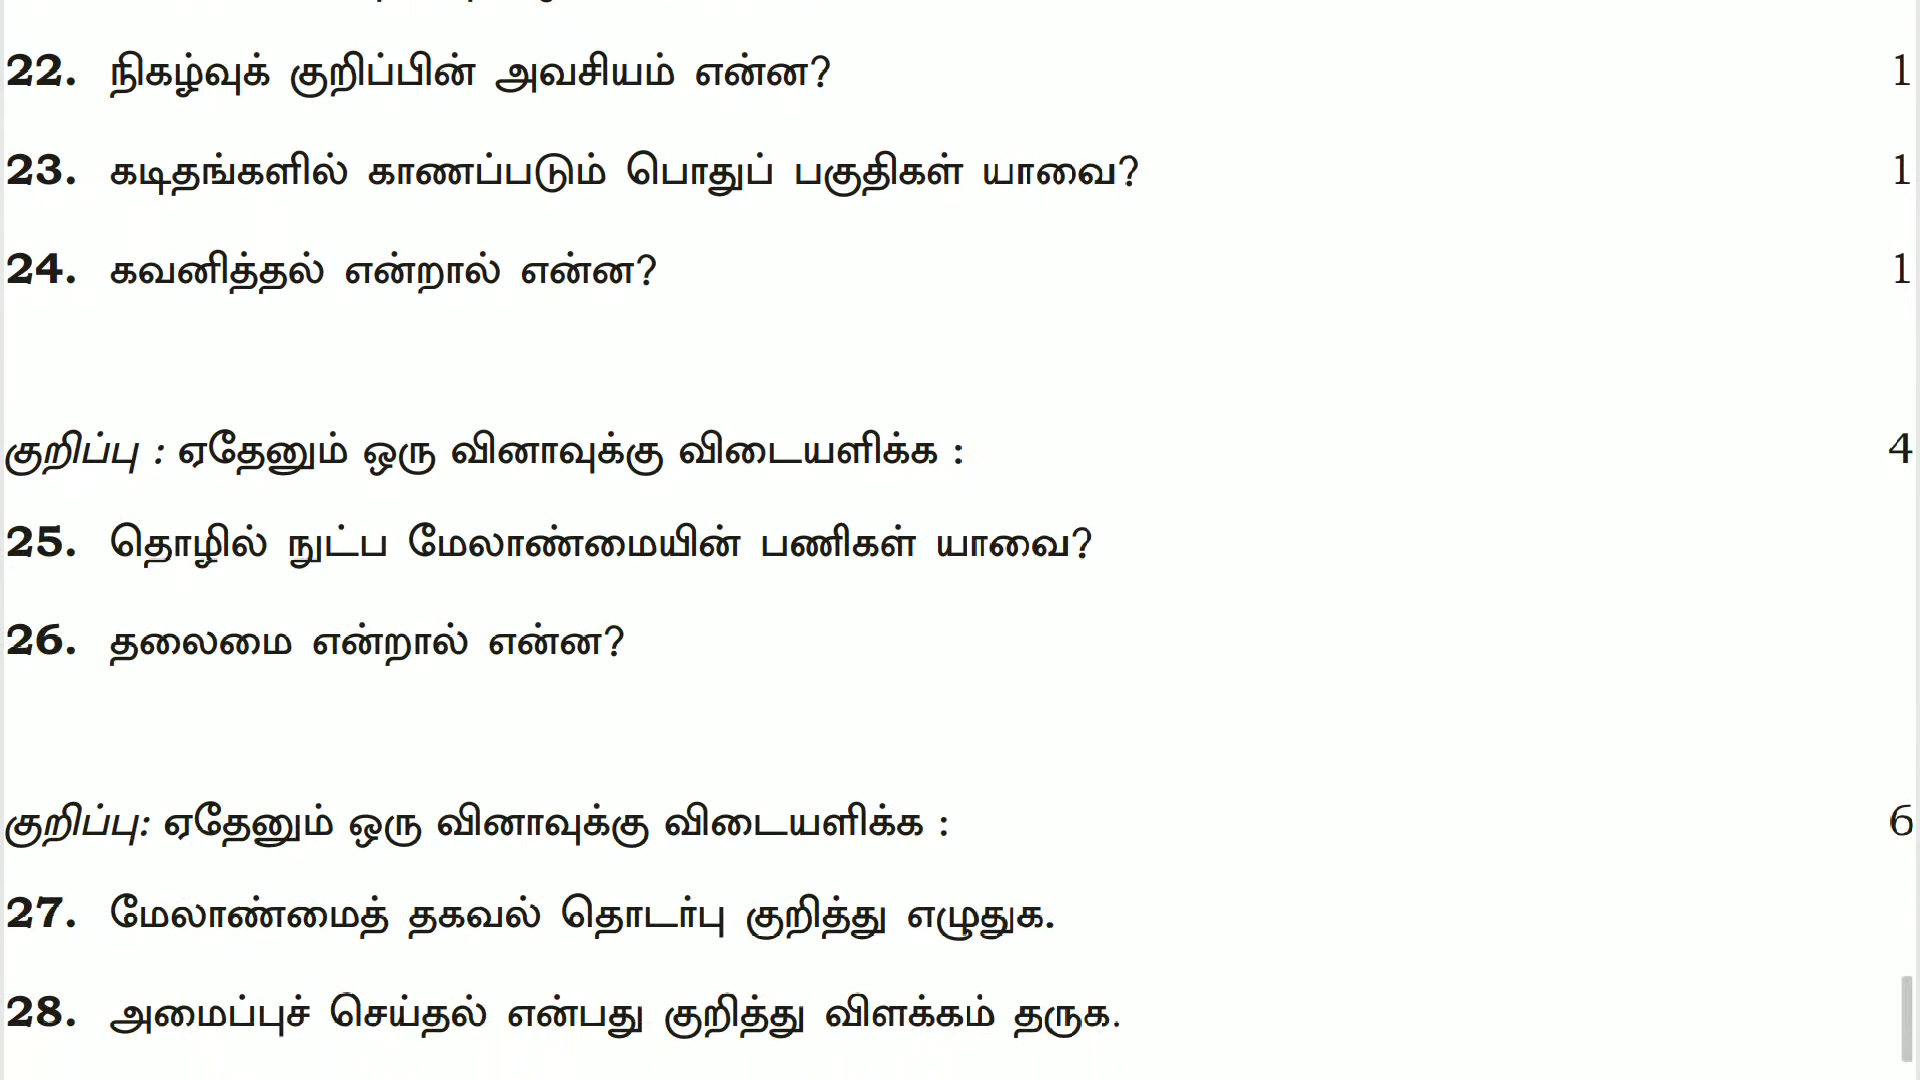 22. நிகழ்வுக் குறிப்பின் அவசியம் என்ன? 1
23. கடிதங்களில் காணப்படும் பொதுப் பகுதிகள் யாவை? 1
24. கவனித்தல் என்றால் என்ன? 1
குறிப்பு : ஏதேனும் ஒரு வினாவுக்கு விடையளிக்க : 4
25. தொழில் நுட்ப மேலாண்மையின் பணிகள் யாவை?
26. தலைமை என்றால் என்ன?
குறிப்பு: ஏதேனும் ஒரு வினாவுக்கு விடையளிக்க : 6
27. மேலாண்மைத் தகவல் தொடர்பு குறித்து எழுதுக.
28. அமைப்புச் செய்தல் என்பது குறித்து விளக்கம் தருக.